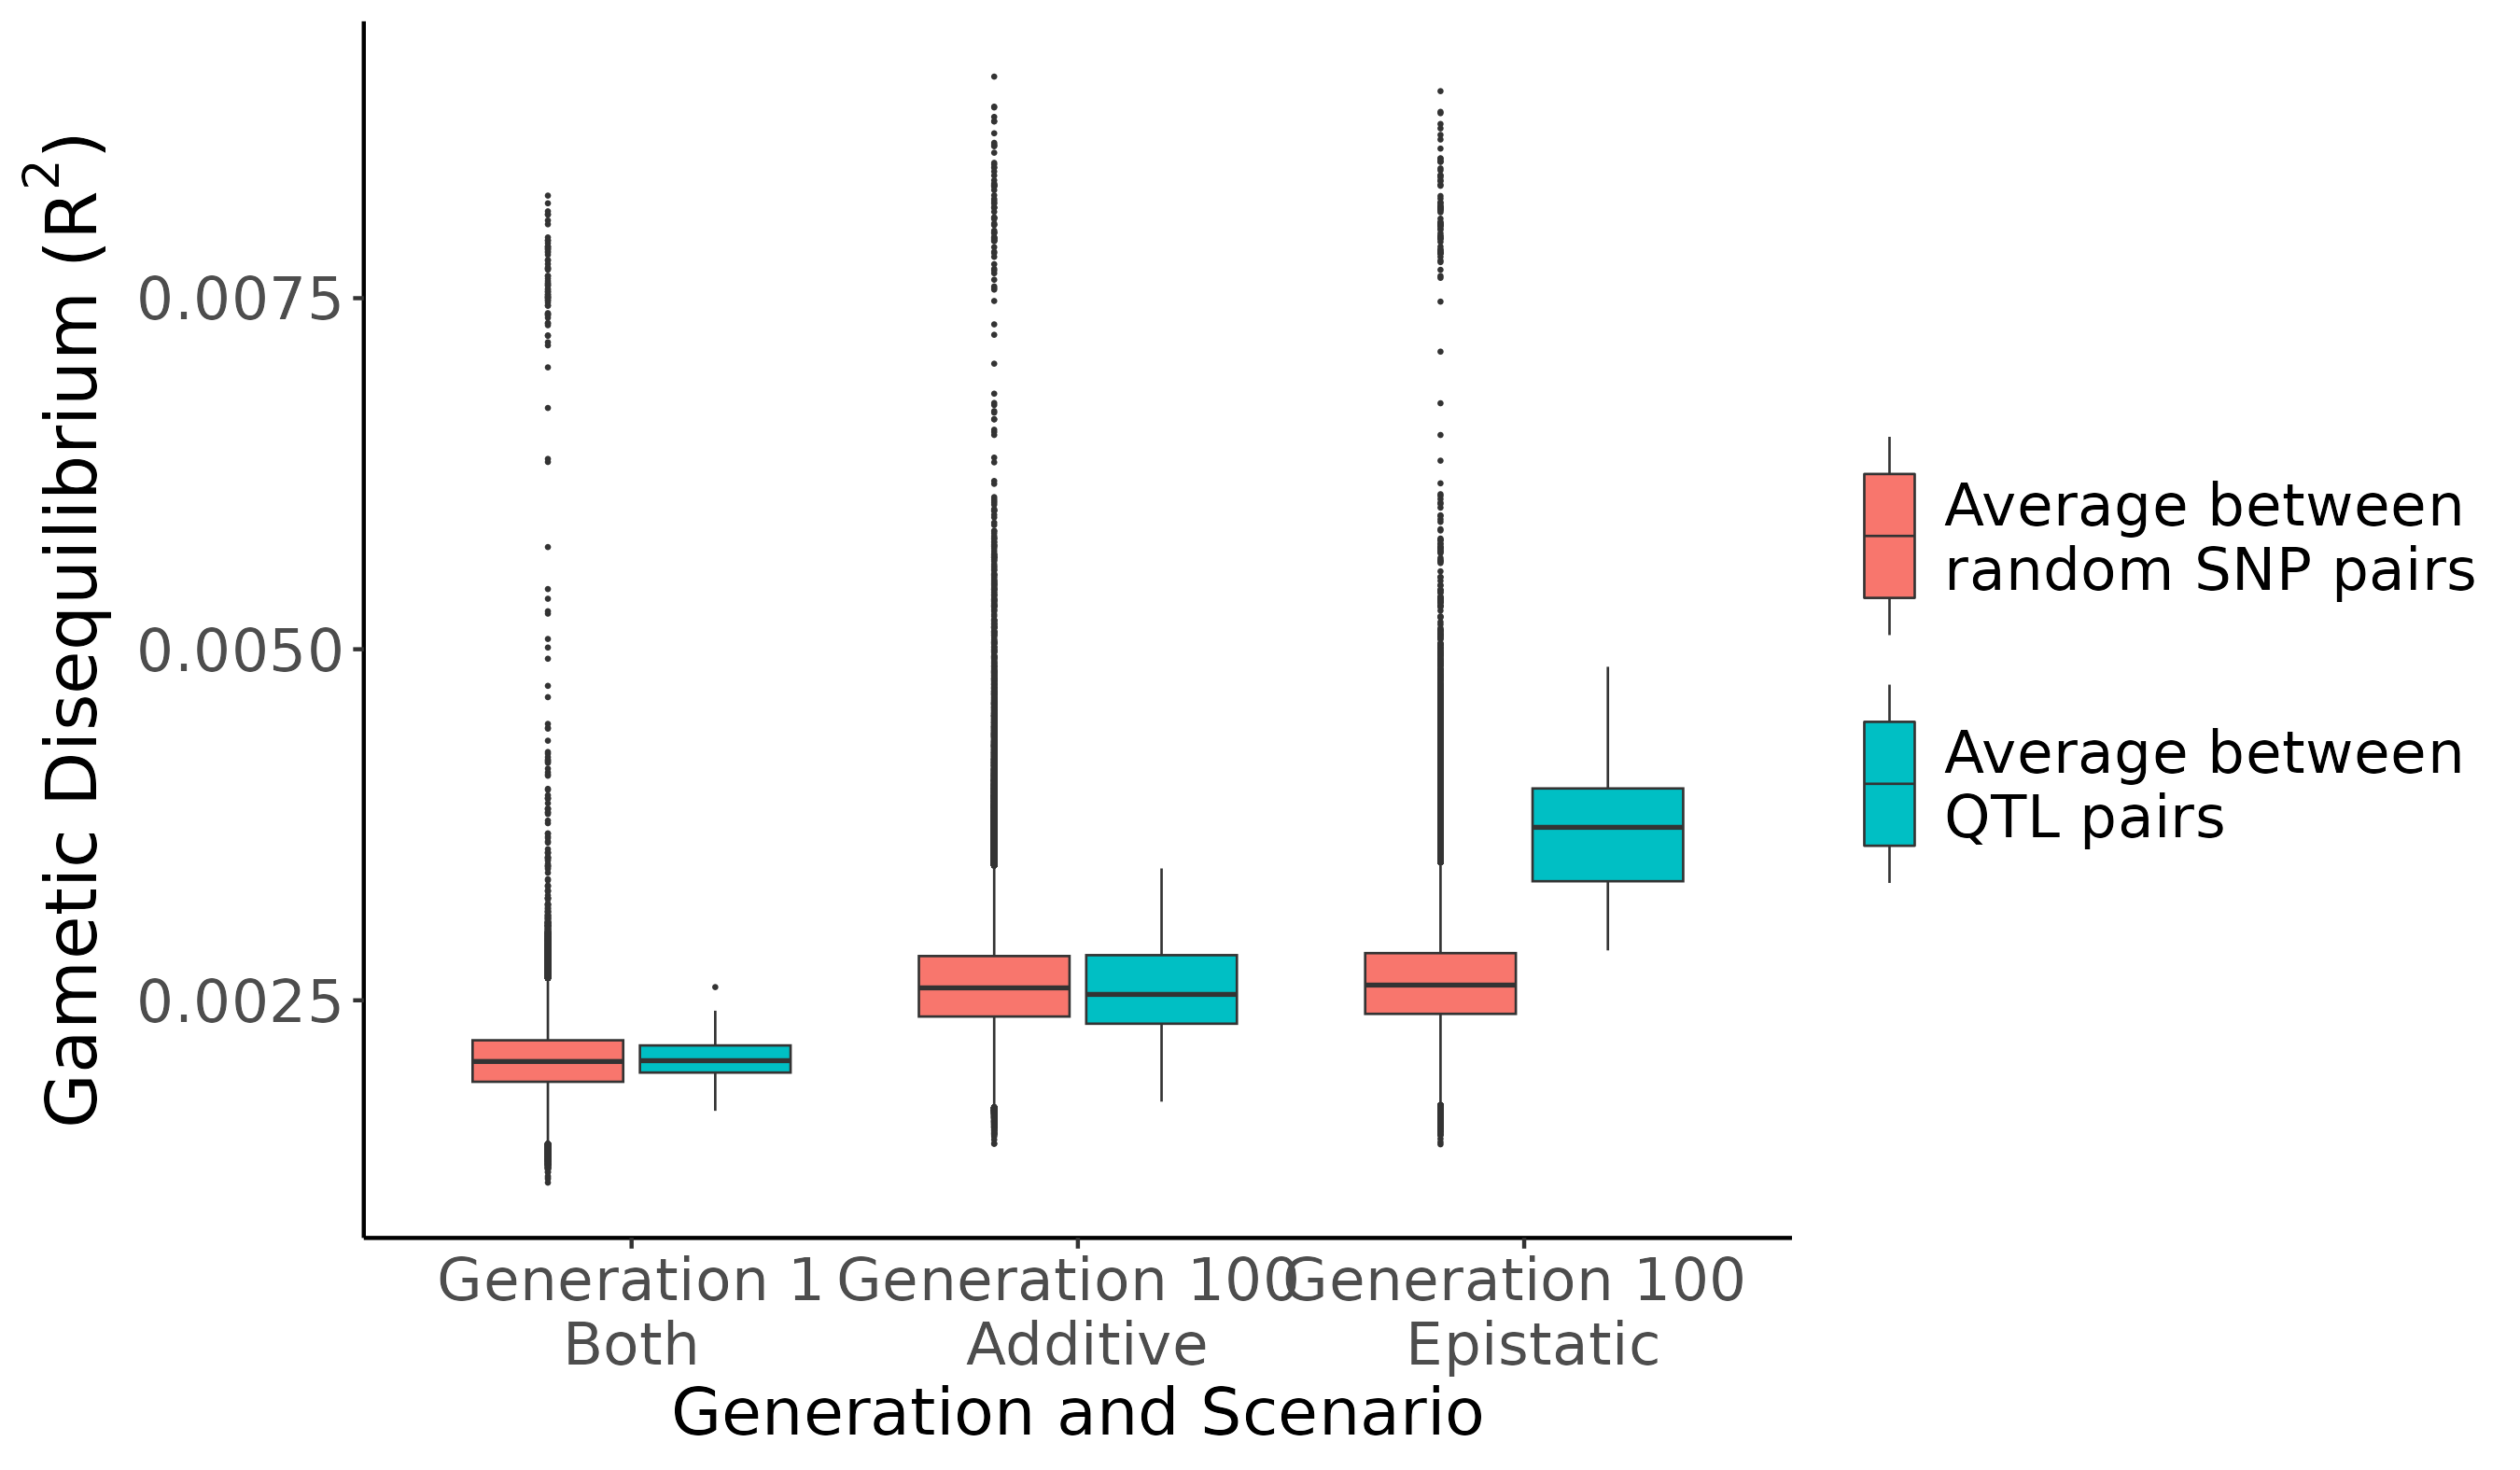 Gametic Disequilibrium (R²)
0.0075
0.0050
0.0025
Generation 1
Both
Generation 100
Additive
Generation 100
Epistatic
Generation and Scenario
Average between
random SNP pairs
Average between
QTL pairs